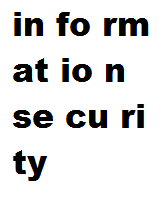 in fo rm
at io n
se cu ri
ty